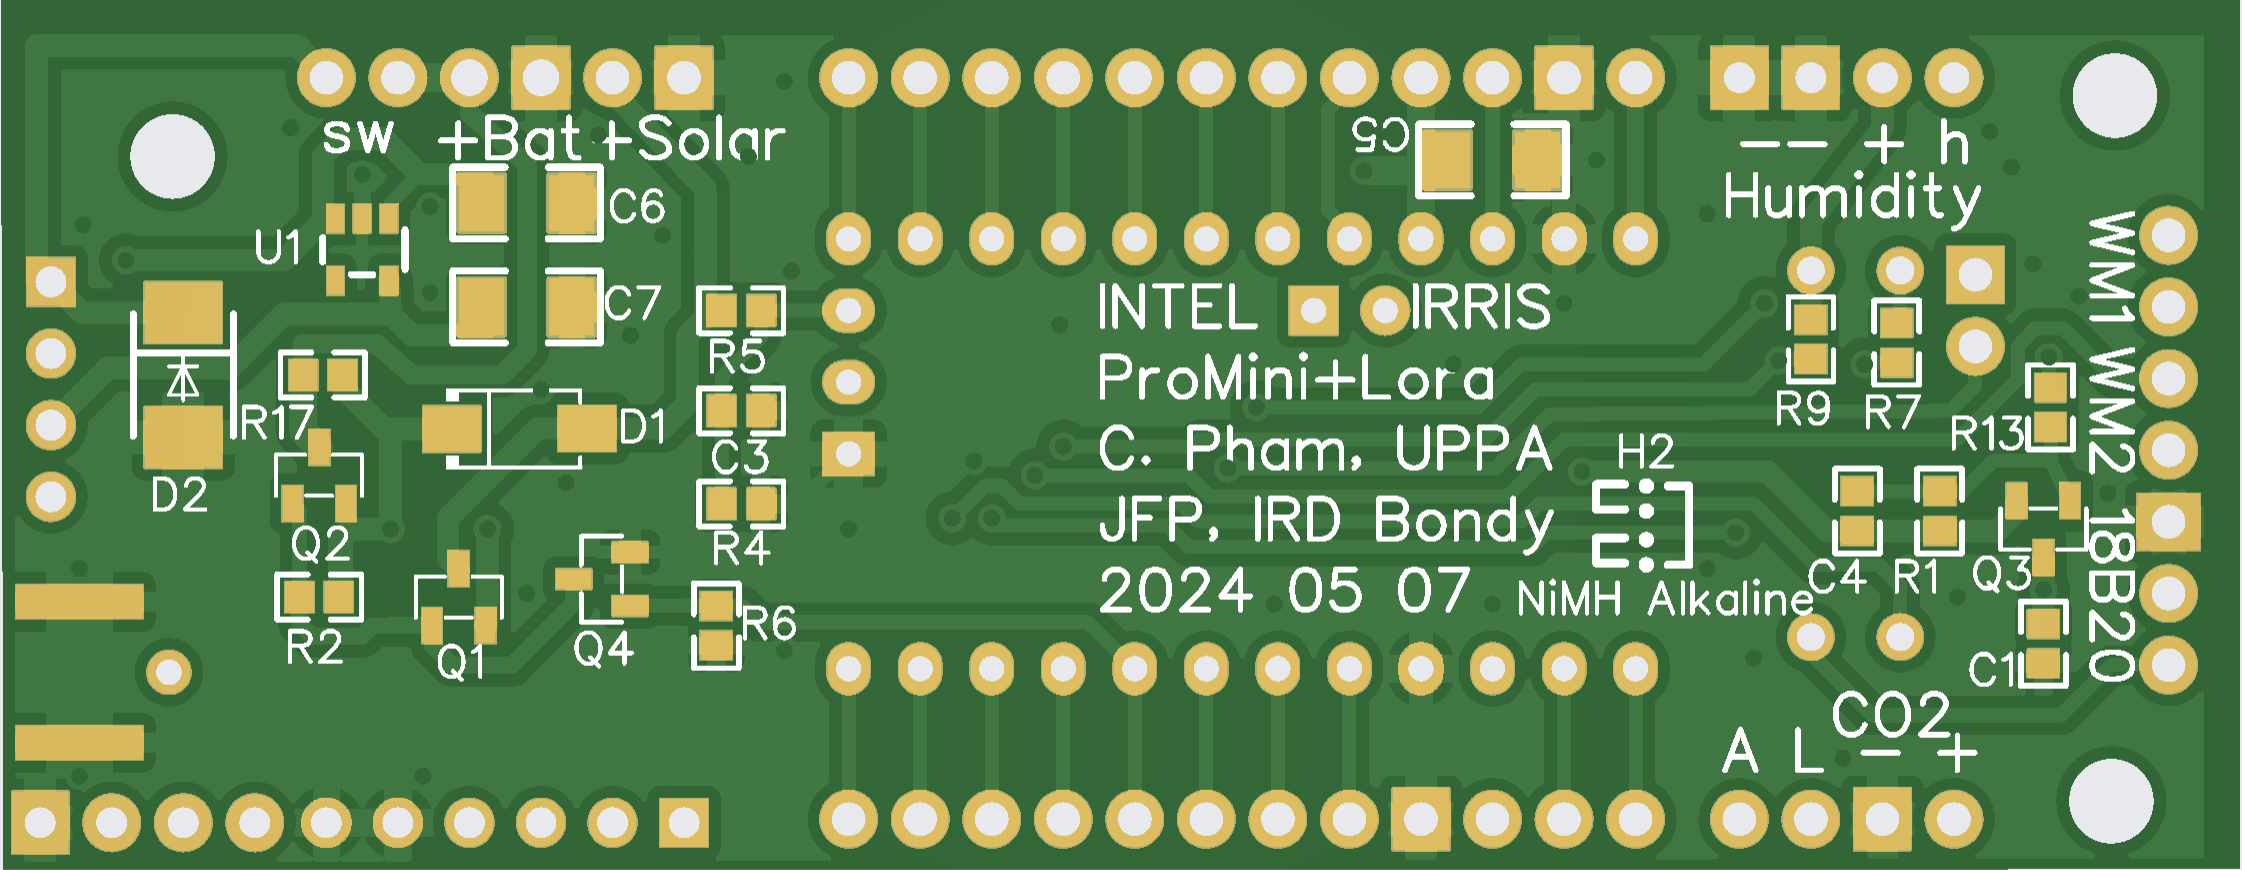 sw +Bat +Solar
C5
-- + h
Humidity
C6
U1
C7
R5
INTEL IRRIS
ProMini+Lora
C. Pham, UPPA
JFP, IRD Bondy
2024 05 07
R17
D1
D2
C3
Q2
R4
R2
Q1
Q4
R6
H2
NiMH Alkaline
R9
R7
R13
C4
R1
Q3
C1
WM1 WM2 18B20
CO2
A L - +